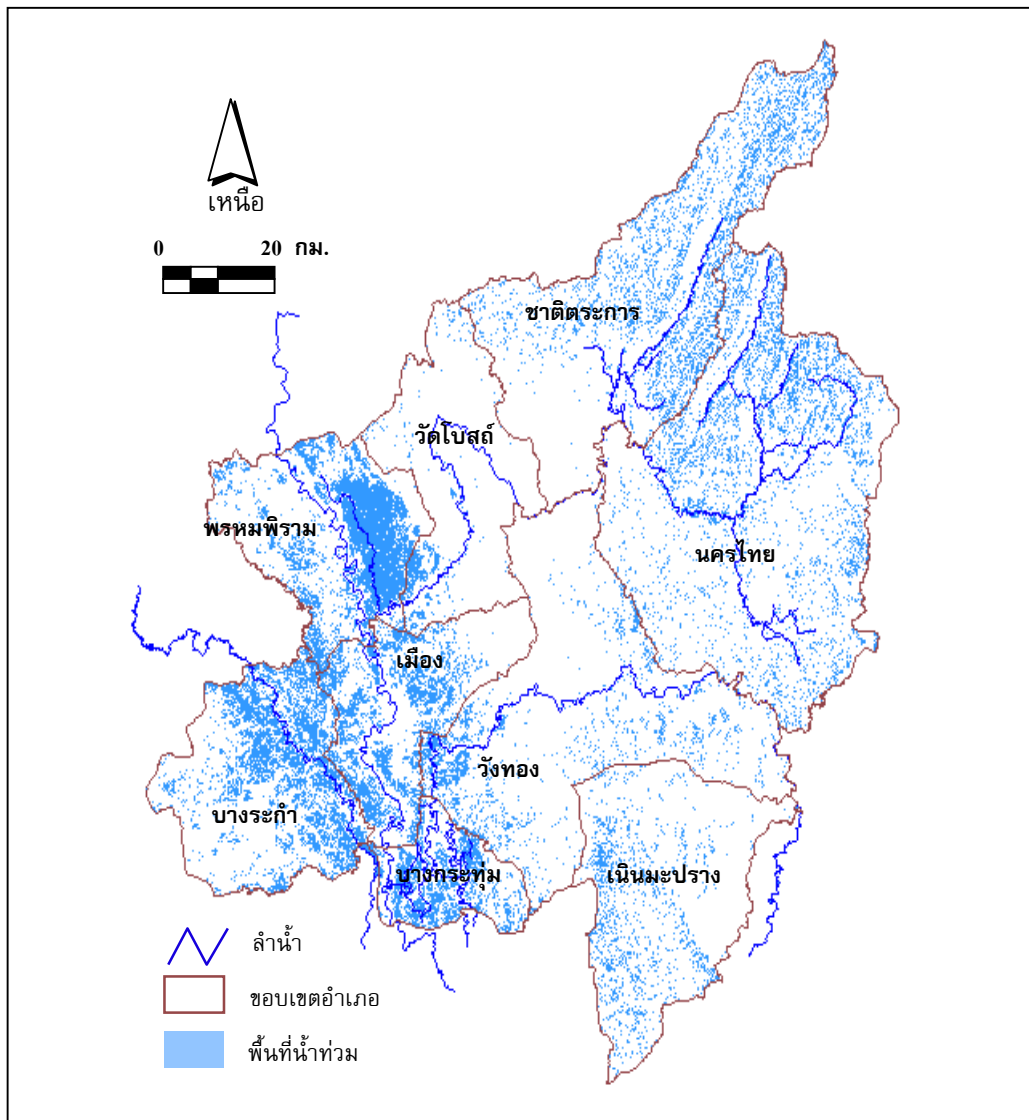 เหนือ
0 20 กม.
ชาติตระการ
วัดโบสถ์
พรหมพิราม
นครไทย
เมือง
วังทอง
บางระกำ
บางกระทุ่ม
เนินมะปราง
ลำน้ำ
ขอบเขตอำเภอ
พื้นที่น้ำท่วม